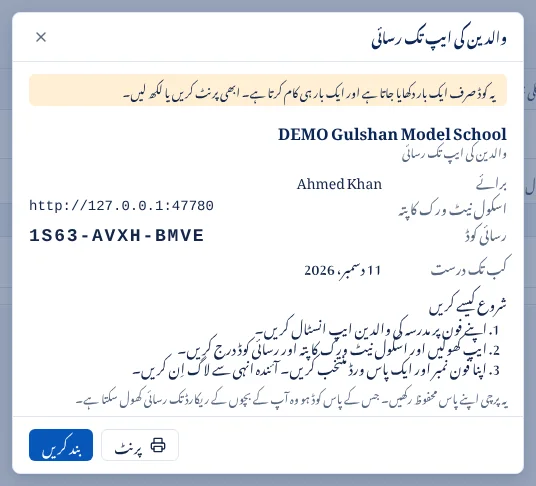 والدین کی ایپ تک رسائی
یہ کوڈ صرف ایک بار دکھایا جاتا ہے اور ایک بار ہی کام کرتا ہے۔ ابھی پرنٹ کریں یا لکھ لیں۔
DEMO Gulshan Model School
والدین کی ایپ تک رسائی
برائے Ahmed Khan
اسکول نیٹ ورک کا پتہ http://127.0.0.1:47780
رسائی کوڈ 1S63-AVXH-BMVE
کب تک درست 11 دسمبر، 2026
شروع کیسے کریں
1. اپنے فون پر مدرسہ کی والدین ایپ انسٹال کریں۔
2. ایپ کھولیں اور اسکول نیٹ ورک کا پتہ اور رسائی کوڈ درج کریں۔
3. اپنا فون نمبر اور ایک پاس ورڈ منتخب کریں۔ آئندہ انہی سے لاگ اِن کریں۔
یہ پرچی اپنے پاس محفوظ رکھیں۔ جس کے پاس کوڈ ہو وہ آپ کے بچوں کے ریکارڈ تک رسائی کھول سکتا ہے۔
پرنٹ
بند کریں